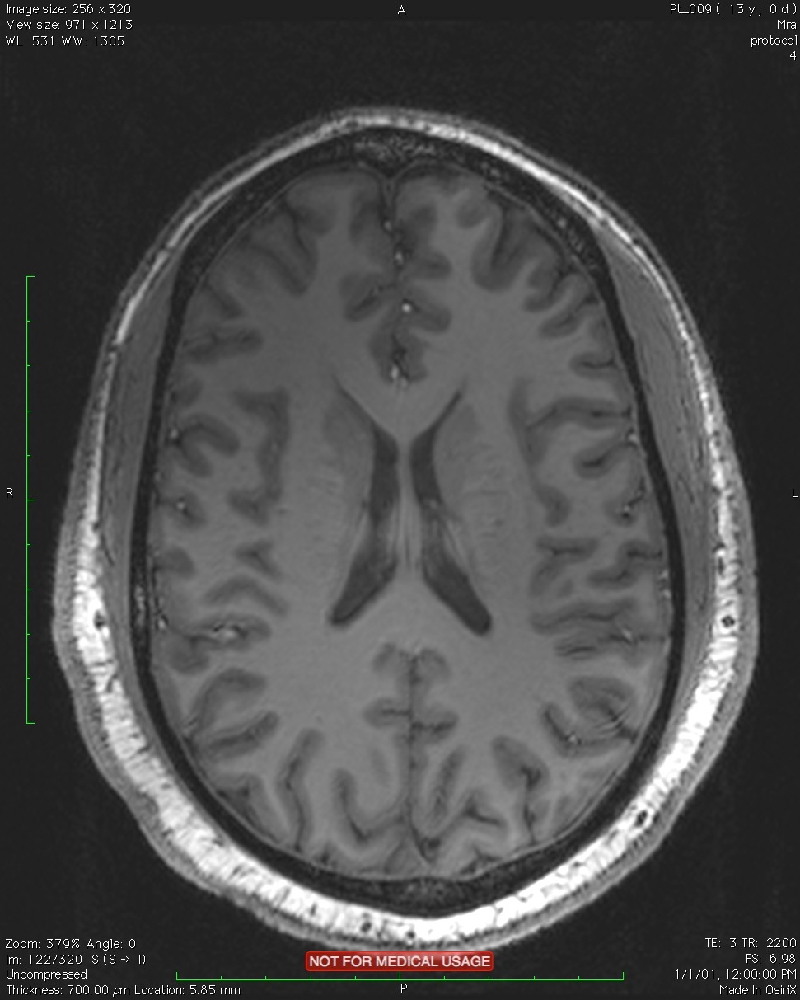 Image size: 256 x 320
View size: 971 x 1213
WL: 531 WW: 1305
A
Pt_009 ( 13 y, 0 d )
Mra
protocol
4
R
L
Zoom: 379% Angle: 0
Im: 122/320 S (S -> I)
Uncompressed
Thickness: 700.00 µm Location: 5.85 mm
NOT FOR MEDICAL USAGE
P
TE: 3 TR: 2200
FS: 6.98
1/1/01, 12:00:00 PM
Made In OsiriX